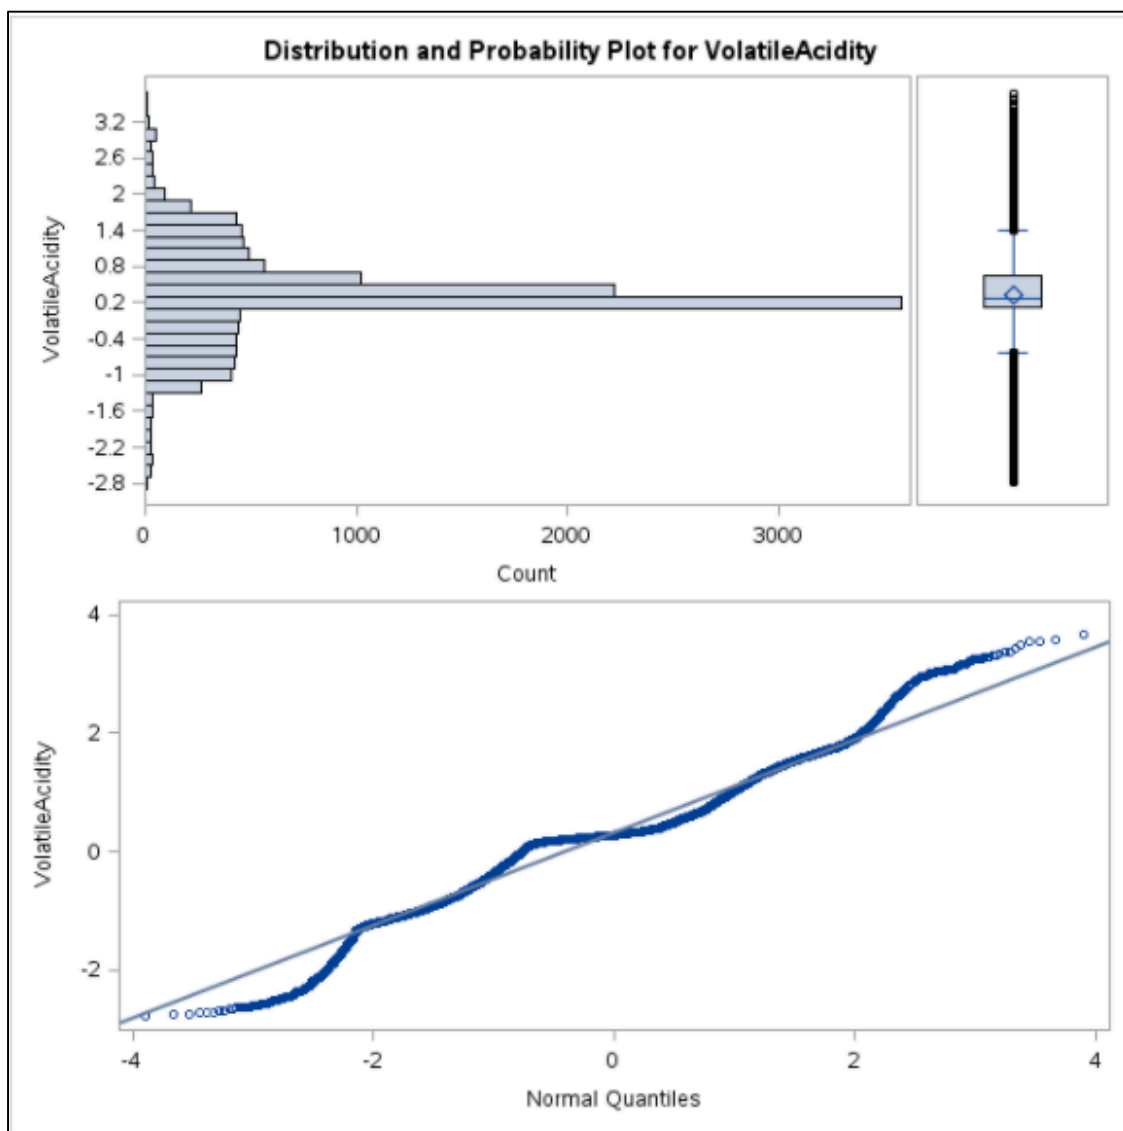 Distribution and Probability Plot for VolatileAcidity
VolatileAcidity
3.2
2.6
2
1.4
0.8
0.2
-0.4
-1
-1.6
-2.2
-2.8
0 1000 2000 3000
Count
VolatileAcidity
4
2
0
-2
-4 -2 0 2 4
Normal Quantiles